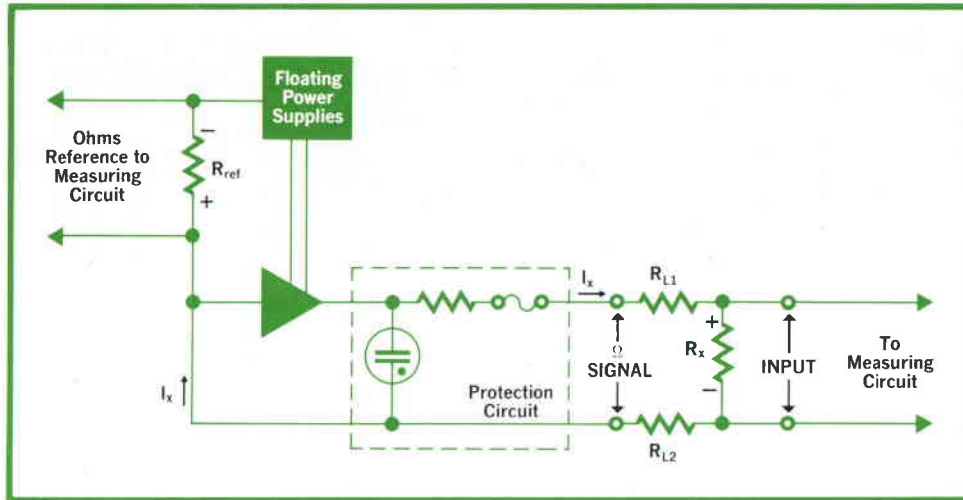 Floating
Power
Supplies
Ohms
Reference to
Measuring
Circuit
−
R_ref
+
I_x
R_L1
I_x
Ω
SIGNAL
+
R_x
−
INPUT
To
Measuring
Circuit
Protection
Circuit
R_L2